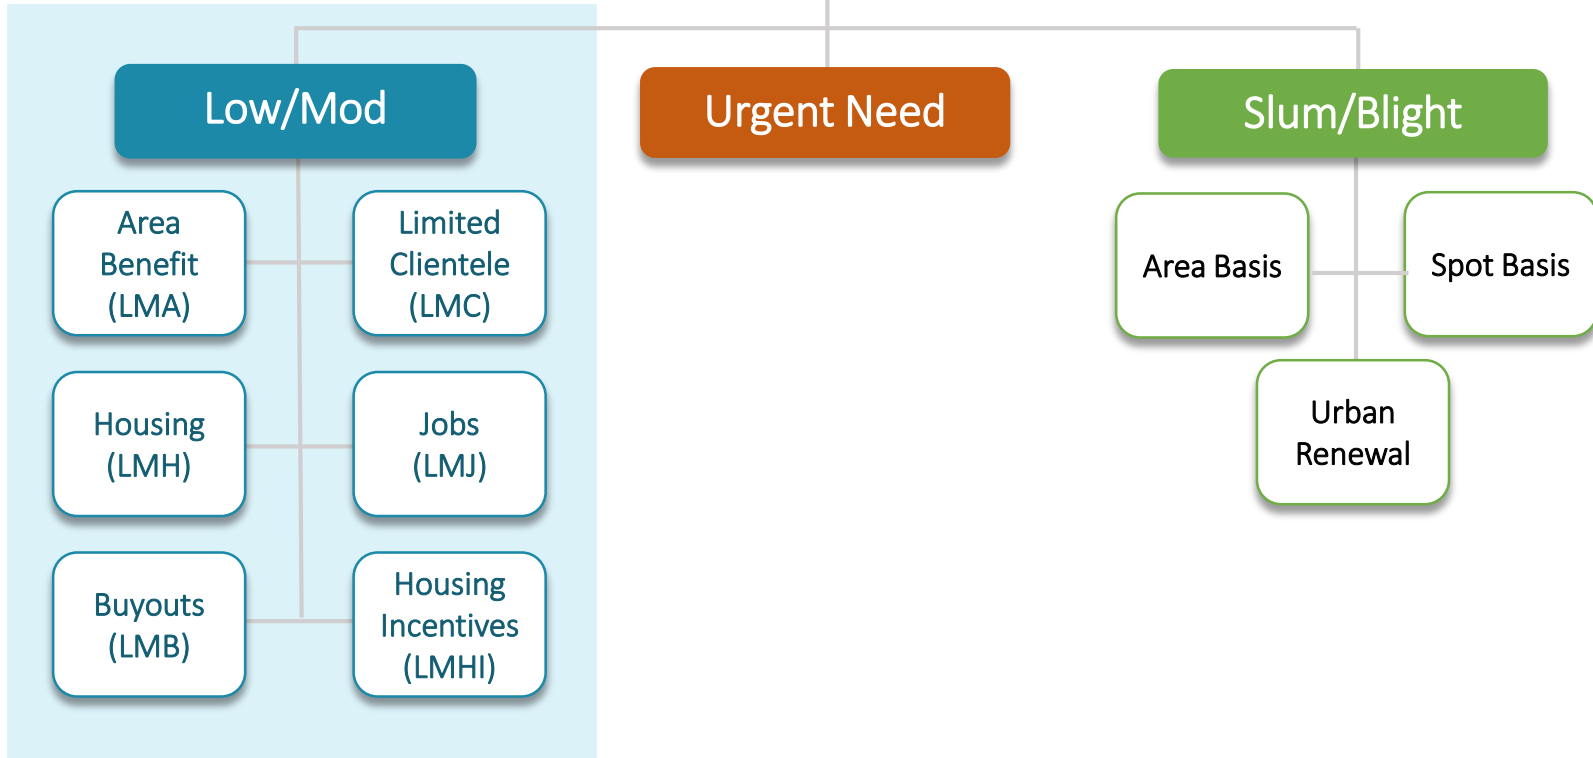 Low/Mod
Urgent Need
Slum/Blight
Area
Benefit
(LMA)
Limited
Clientele
(LMC)
Area Basis
Spot Basis
Housing
(LMH)
Jobs
(LMJ)
Urban
Renewal
Buyouts
(LMB)
Housing
Incentives
(LMHI)